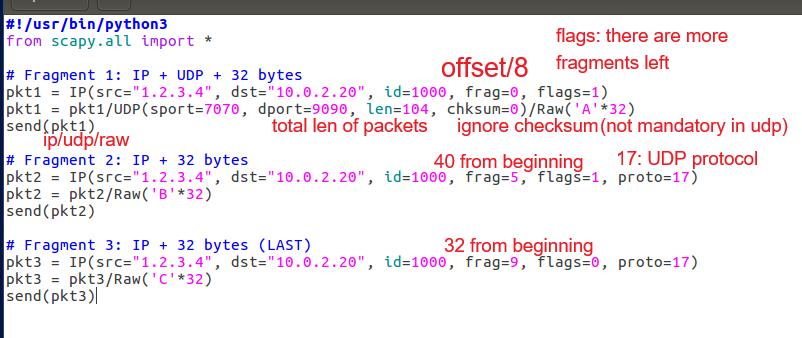 #!/usr/bin/python3
from scapy.all import *
flags: there are more
fragments left
# Fragment 1: IP + UDP + 32 bytes
offset/8
pkt1 = IP(src="1.2.3.4", dst="10.0.2.20", id=1000, frag=0, flags=1)
pkt1 = pkt1/UDP(sport=7070, dport=9090, len=104, chksum=0)/Raw('A'*32)
send(pkt1)
total len of packets
ignore checksum(not mandatory in udp)
ip/udp/raw
# Fragment 2: IP + 32 bytes
40 from beginning
17: UDP protocol
pkt2 = IP(src="1.2.3.4", dst="10.0.2.20", id=1000, frag=5, flags=1, proto=17)
pkt2 = pkt2/Raw('B'*32)
send(pkt2)
# Fragment 3: IP + 32 bytes (LAST)
32 from beginning
pkt3 = IP(src="1.2.3.4", dst="10.0.2.20", id=1000, frag=9, flags=0, proto=17)
pkt3 = pkt3/Raw('C'*32)
send(pkt3)